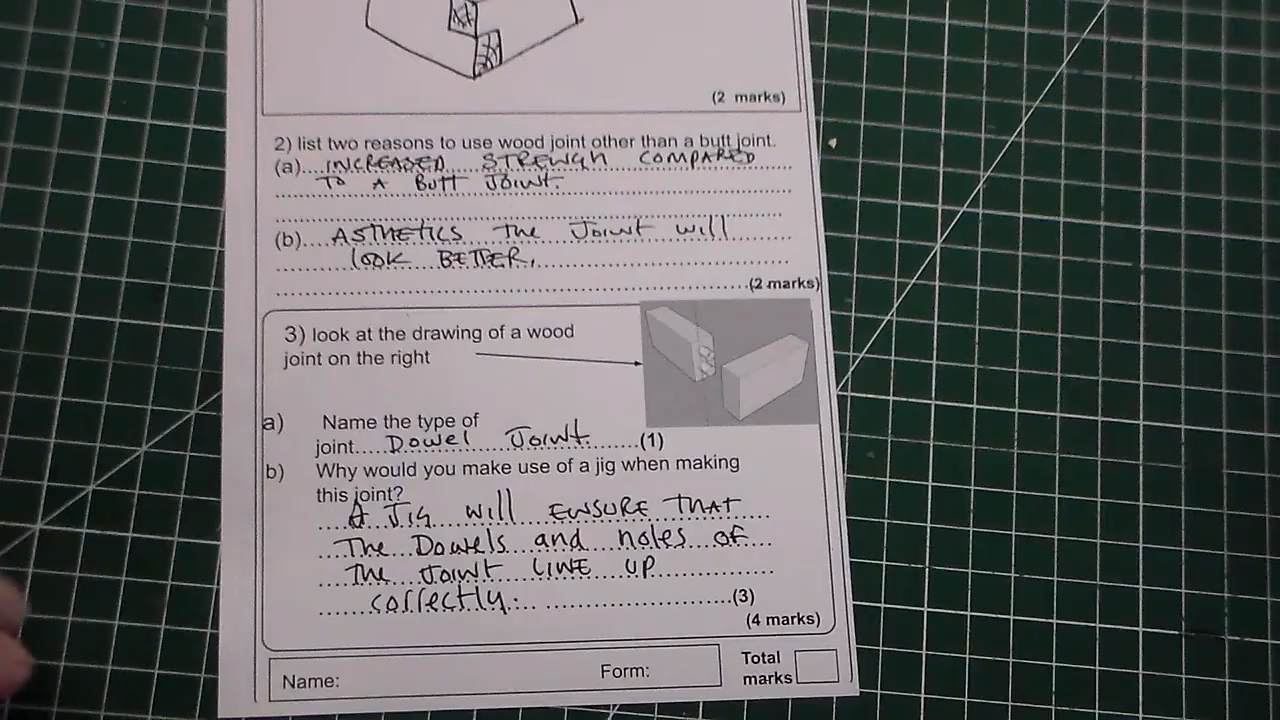 (2 marks)
2) list two reasons to use wood joint other than a butt joint.
(a)....INCREASED STRENGH COMPARED
TO A BUTT JOINT.
(b)....ASTHETICS THE JOINT will
lOOK BETTER.
(2 marks)
3) look at the drawing of a wood
joint on the right
a) Name the type of
joint.....Dowel Joint.......(1)
b) Why would you make use of a jig when making
this joint?
A Jig will ENSURE THAT
The Dowels and holes of
The Joint LINE UP
correctly. (3)
(4 marks)
Name: Form: Total
marks